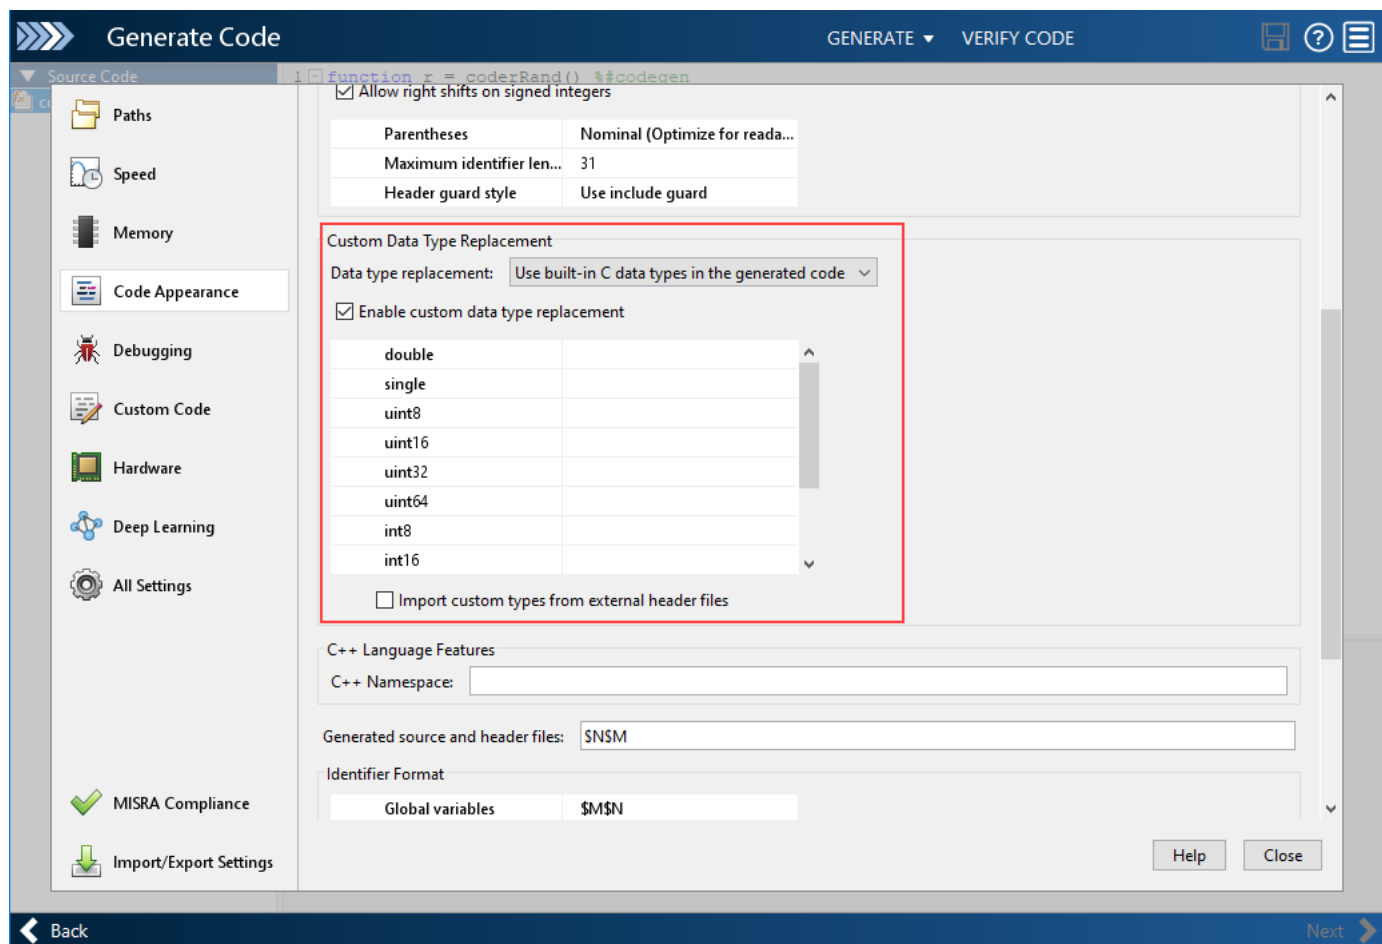 Generate Code
GENERATE
VERIFY CODE
Source Code
1 function r = coderRand() %#codegen
co
Paths
Speed
Memory
Code Appearance
Debugging
Custom Code
Hardware
Deep Learning
All Settings
MISRA Compliance
Import/Export Settings
Allow right shifts on signed integers
Parentheses Nominal (Optimize for reada...
Maximum identifier len... 31
Header guard style Use include guard
Custom Data Type Replacement
Data type replacement: Use built-in C data types in the generated code
Enable custom data type replacement
double
single
uint8
uint16
uint32
uint64
int8
int16
Import custom types from external header files
C++ Language Features
C++ Namespace:
Generated source and header files: $N$M
Identifier Format
Global variables $M$N
Help
Close
Back
Next